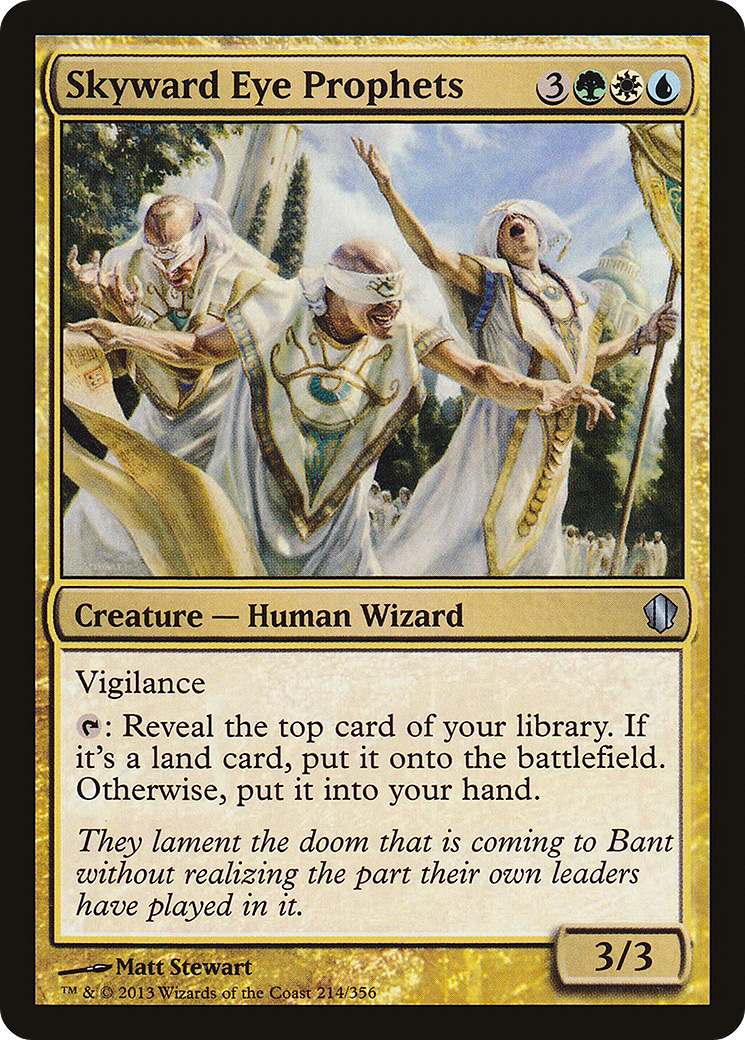 Skyward Eye Prophets 3
Creature — Human Wizard
Vigilance
: Reveal the top card of your library. If
it's a land card, put it onto the battlefield.
Otherwise, put it into your hand.
They lament the doom that is coming to Bant
without realizing the part their own leaders
have played in it.
3/3
Matt Stewart
™ & © 2013 Wizards of the Coast 214/356